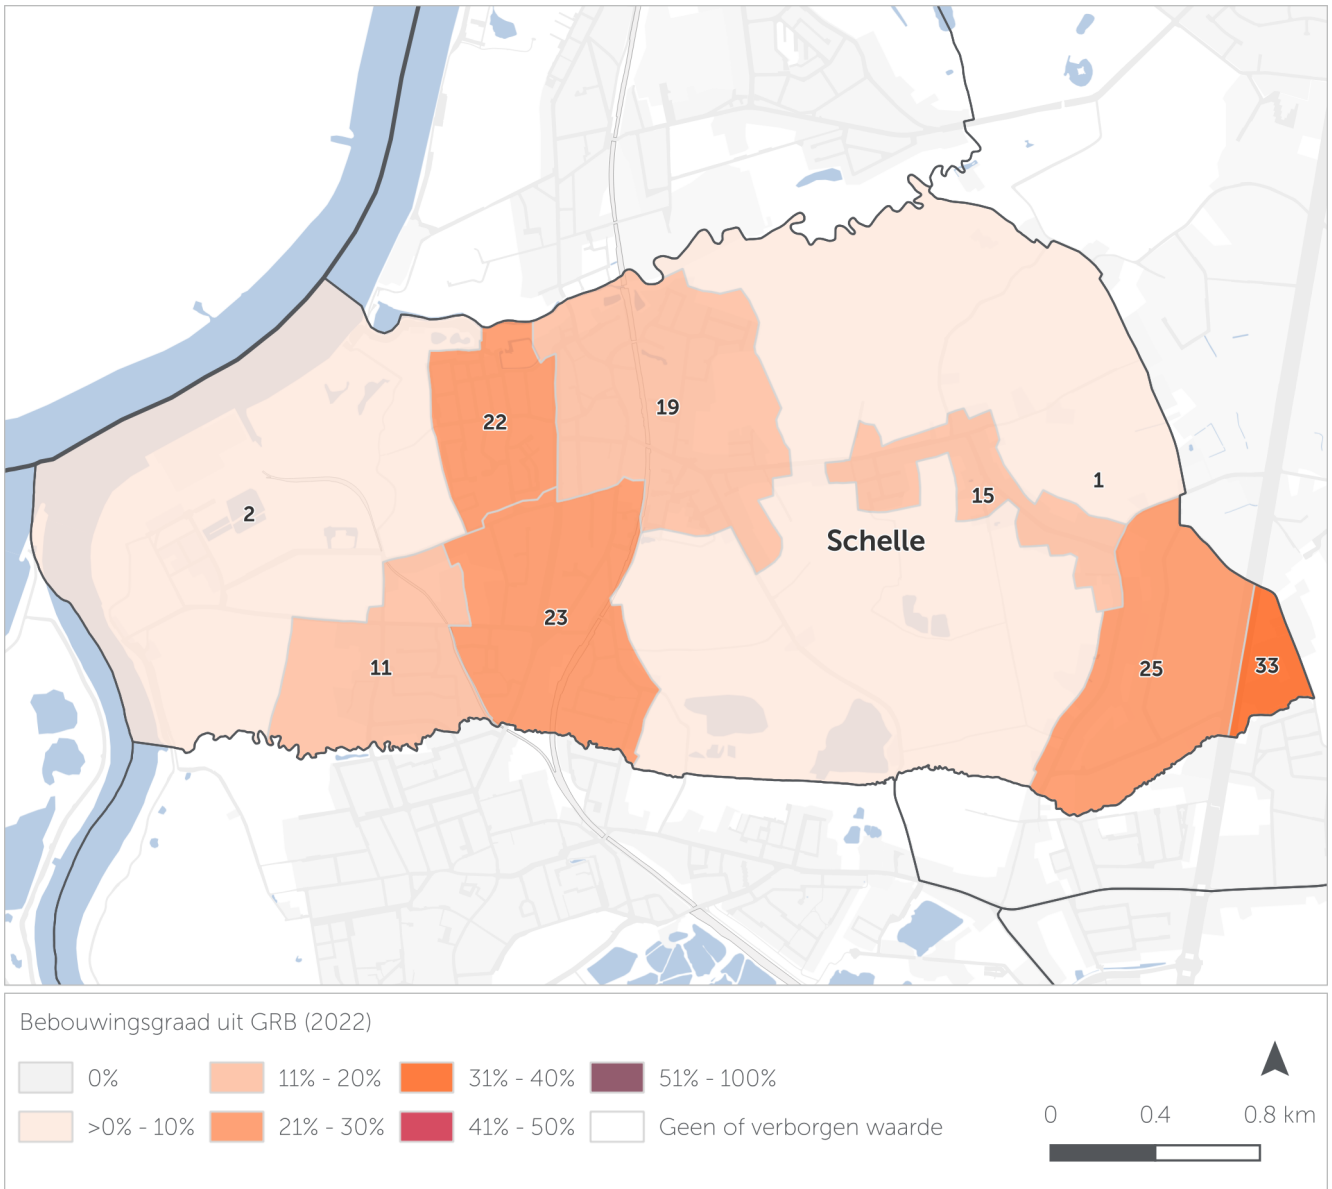 22
19
15
1
2
Schelle
23
11
25
33
Bebouwingsgraad uit GRB (2022)
0%
11% - 20%
31% - 40%
51% - 100%
>0% - 10%
21% - 30%
41% - 50%
Geen of verborgen waarde
0
0.4
0.8 km